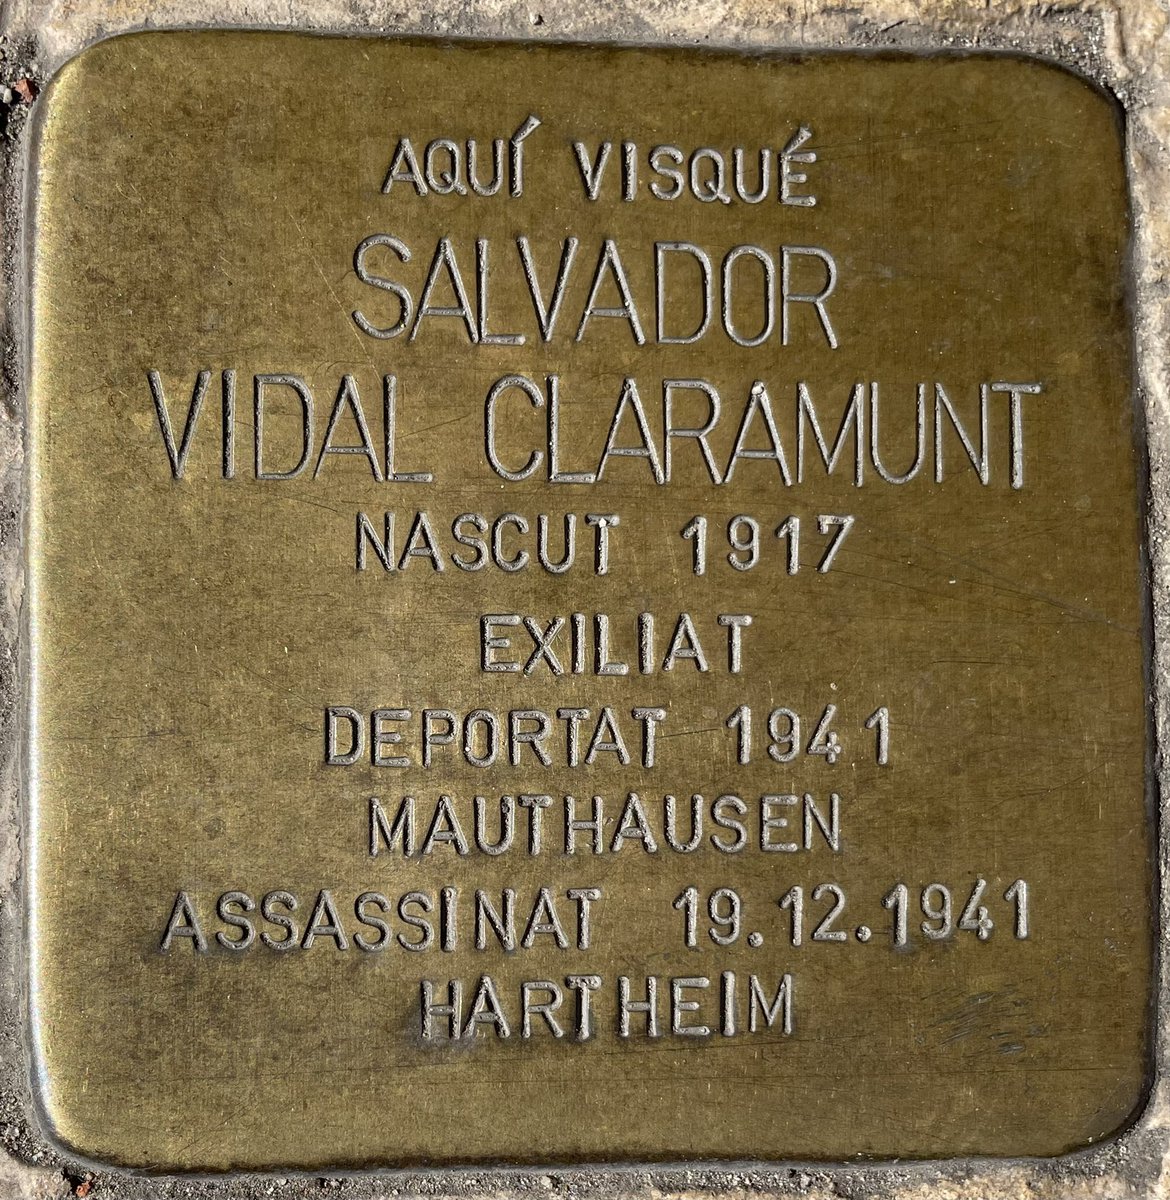 AQUÍ VISQUÉ
SALVADOR
VIDAL CLARAMUNT
NASCUT 1917
EXILIAT
DEPORTAT 1941
MAUTHAUSEN
ASSASSINAT 19.12.1941
HARTHEIM